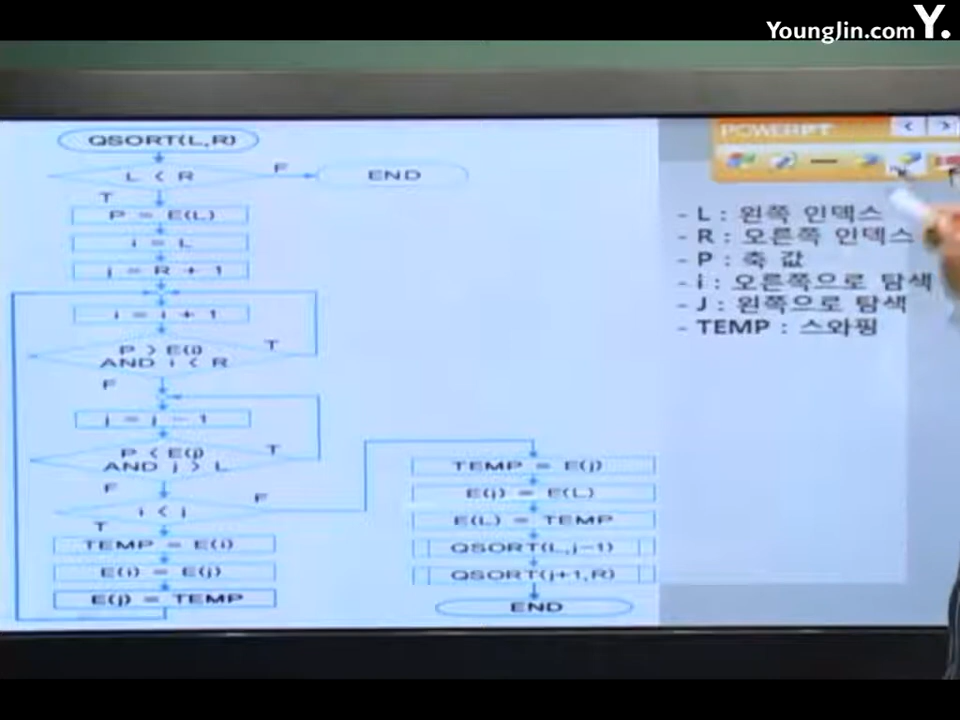 YoungJin.com Y.
POWERPT
QSORT(L,R)
L < R
F
END
T
P = E(L)
i = L
j = R + 1
i = i + 1
P > E(i)
AND i < R
T
F
j = j - 1
P < E(j)
AND j > L
T
F
i < j
F
T
TEMP = E(i)
E(i) = E(j)
E(j) = TEMP
TEMP = E(j)
E(j) = E(L)
E(L) = TEMP
QSORT(L,j-1)
QSORT(j+1,R)
END
- L : 왼쪽 인덱스
- R : 오른쪽 인덱스
- P : 축 값
- i : 오른쪽으로 탐색
- J : 왼쪽으로 탐색
- TEMP : 스와핑